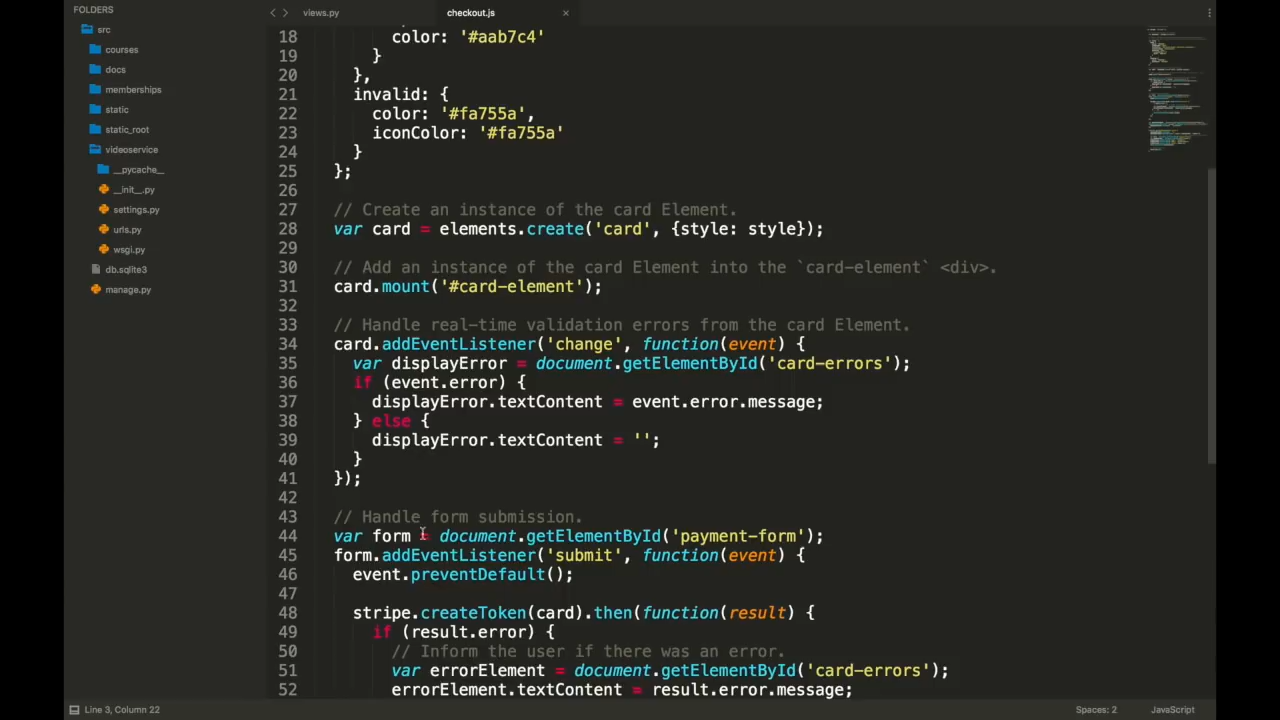 FOLDERS
src
courses
docs
memberships
static
static_root
videoservice
__pycache__
__init__.py
settings.py
urls.py
wsgi.py
db.sqlite3
manage.py
views.py
checkout.js
18 color: '#aab7c4'
19 }
20 },
21 invalid: {
22 color: '#fa755a',
23 iconColor: '#fa755a'
24 }
25 };
26
27 // Create an instance of the card Element.
28 var card = elements.create('card', {style: style});
29
30 // Add an instance of the card Element into the `card-element` <div>.
31 card.mount('#card-element');
32
33 // Handle real-time validation errors from the card Element.
34 card.addEventListener('change', function(event) {
35 var displayError = document.getElementById('card-errors');
36 if (event.error) {
37 displayError.textContent = event.error.message;
38 } else {
39 displayError.textContent = '';
40 }
41 });
42
43 // Handle form submission.
44 var form = document.getElementById('payment-form');
45 form.addEventListener('submit', function(event) {
46 event.preventDefault();
47
48 stripe.createToken(card).then(function(result) {
49 if (result.error) {
50 // Inform the user if there was an error.
51 var errorElement = document.getElementById('card-errors');
52 errorElement.textContent = result.error.message;
Line 3, Column 22
Spaces: 2
JavaScript